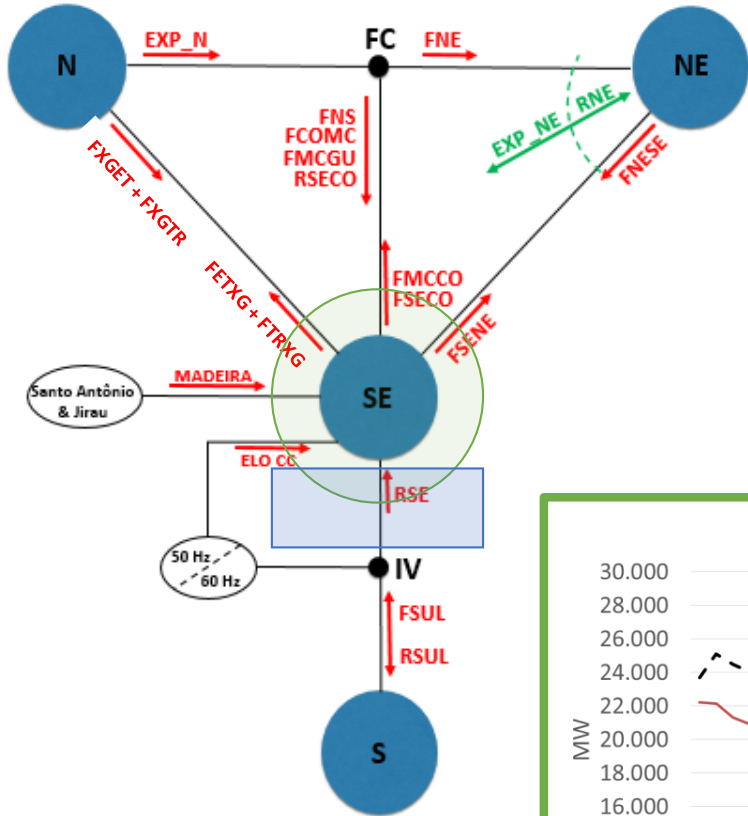 N
EXP_N
FC
FNE
NE
FNS
FCOMC
FMCGU
RSECO
EXP_NE RNE
FNESE
FXGET + FXGTR
FETXG + FTRXG
FMCCO
FSECO
FSENE
MADEIRA
Santo Antônio
& Jirau
SE
ELO CC
RSE
50 Hz
60 Hz
IV
FSUL
RSUL
S
MW
30.000
28.000
26.000
24.000
22.000
20.000
18.000
16.000